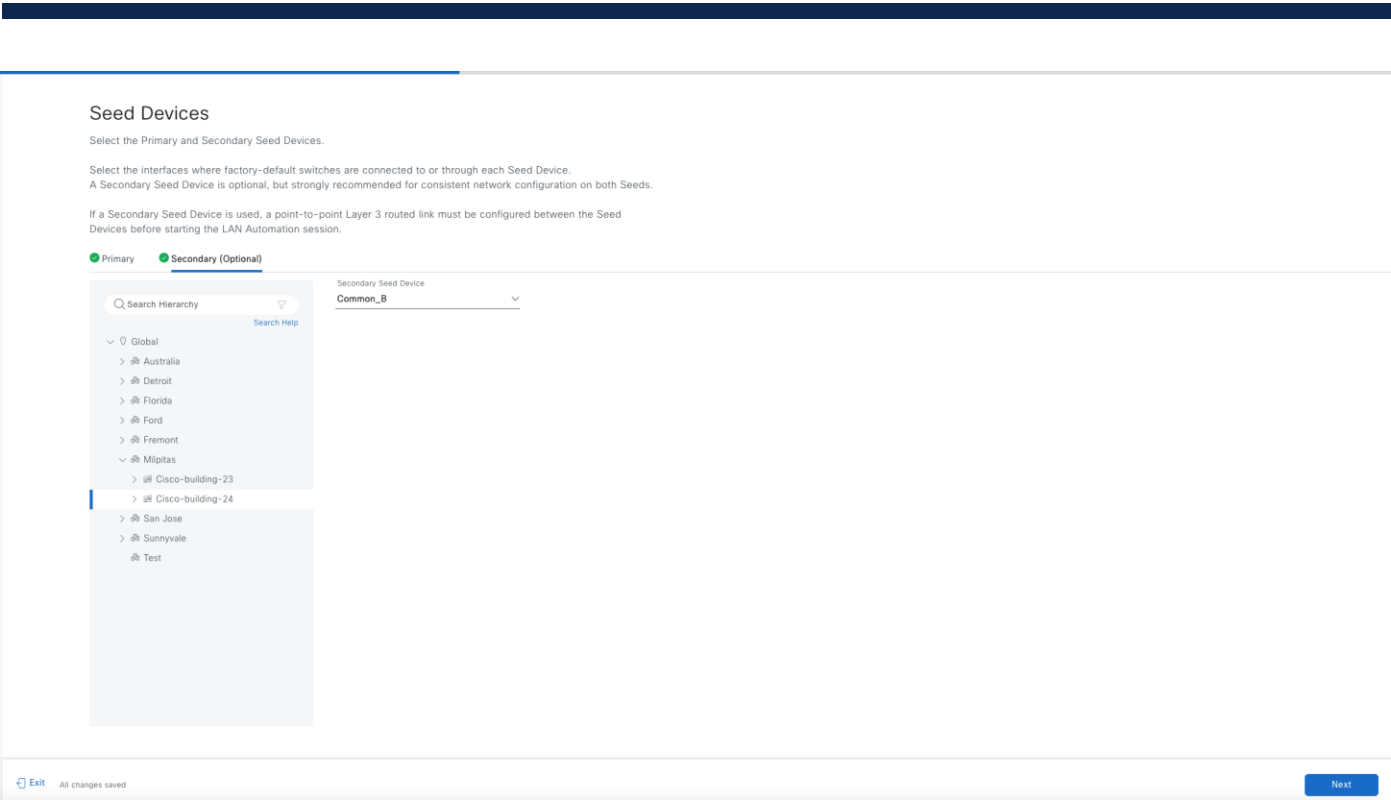 Seed Devices
Select the Primary and Secondary Seed Devices.
Select the interfaces where factory-default switches are connected to or through each Seed Device.
A Secondary Seed Device is optional, but strongly recommended for consistent network configuration on both Seeds.
If a Secondary Seed Device is used, a point-to-point Layer 3 routed link must be configured between the Seed
Devices before starting the LAN Automation session.
Primary Secondary (Optional)
Search Hierarchy
Search Help
Global
Australia
Detroit
Florida
Ford
Fremont
Milpitas
Cisco-building-23
Cisco-building-24
San Jose
Sunnyvale
Test
Secondary Seed Device
Common_B
Exit All changes saved
Next